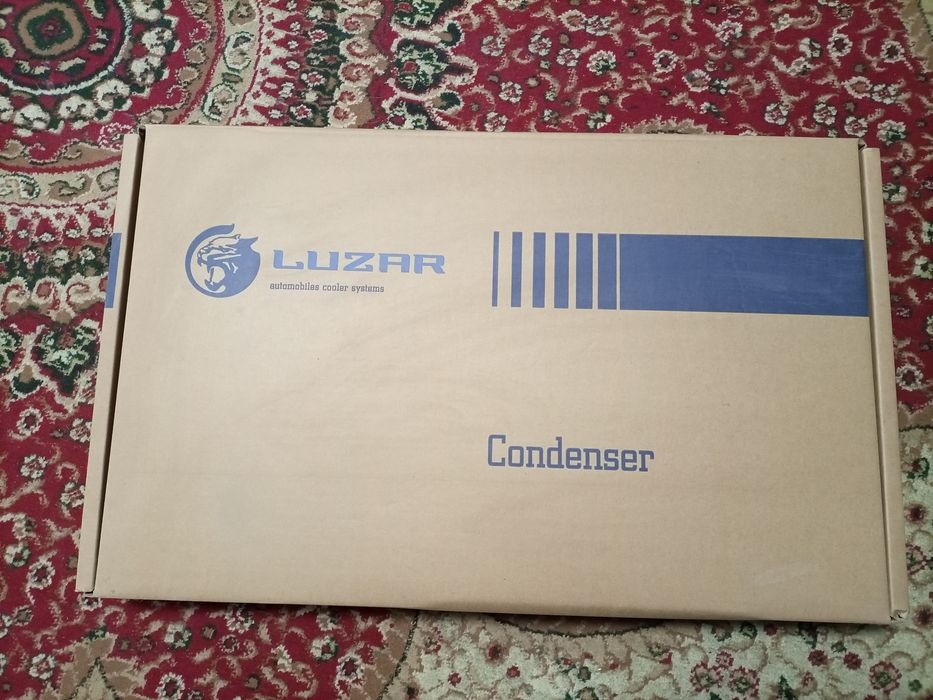 LUZAR
automobiles cooler systems
Condenser